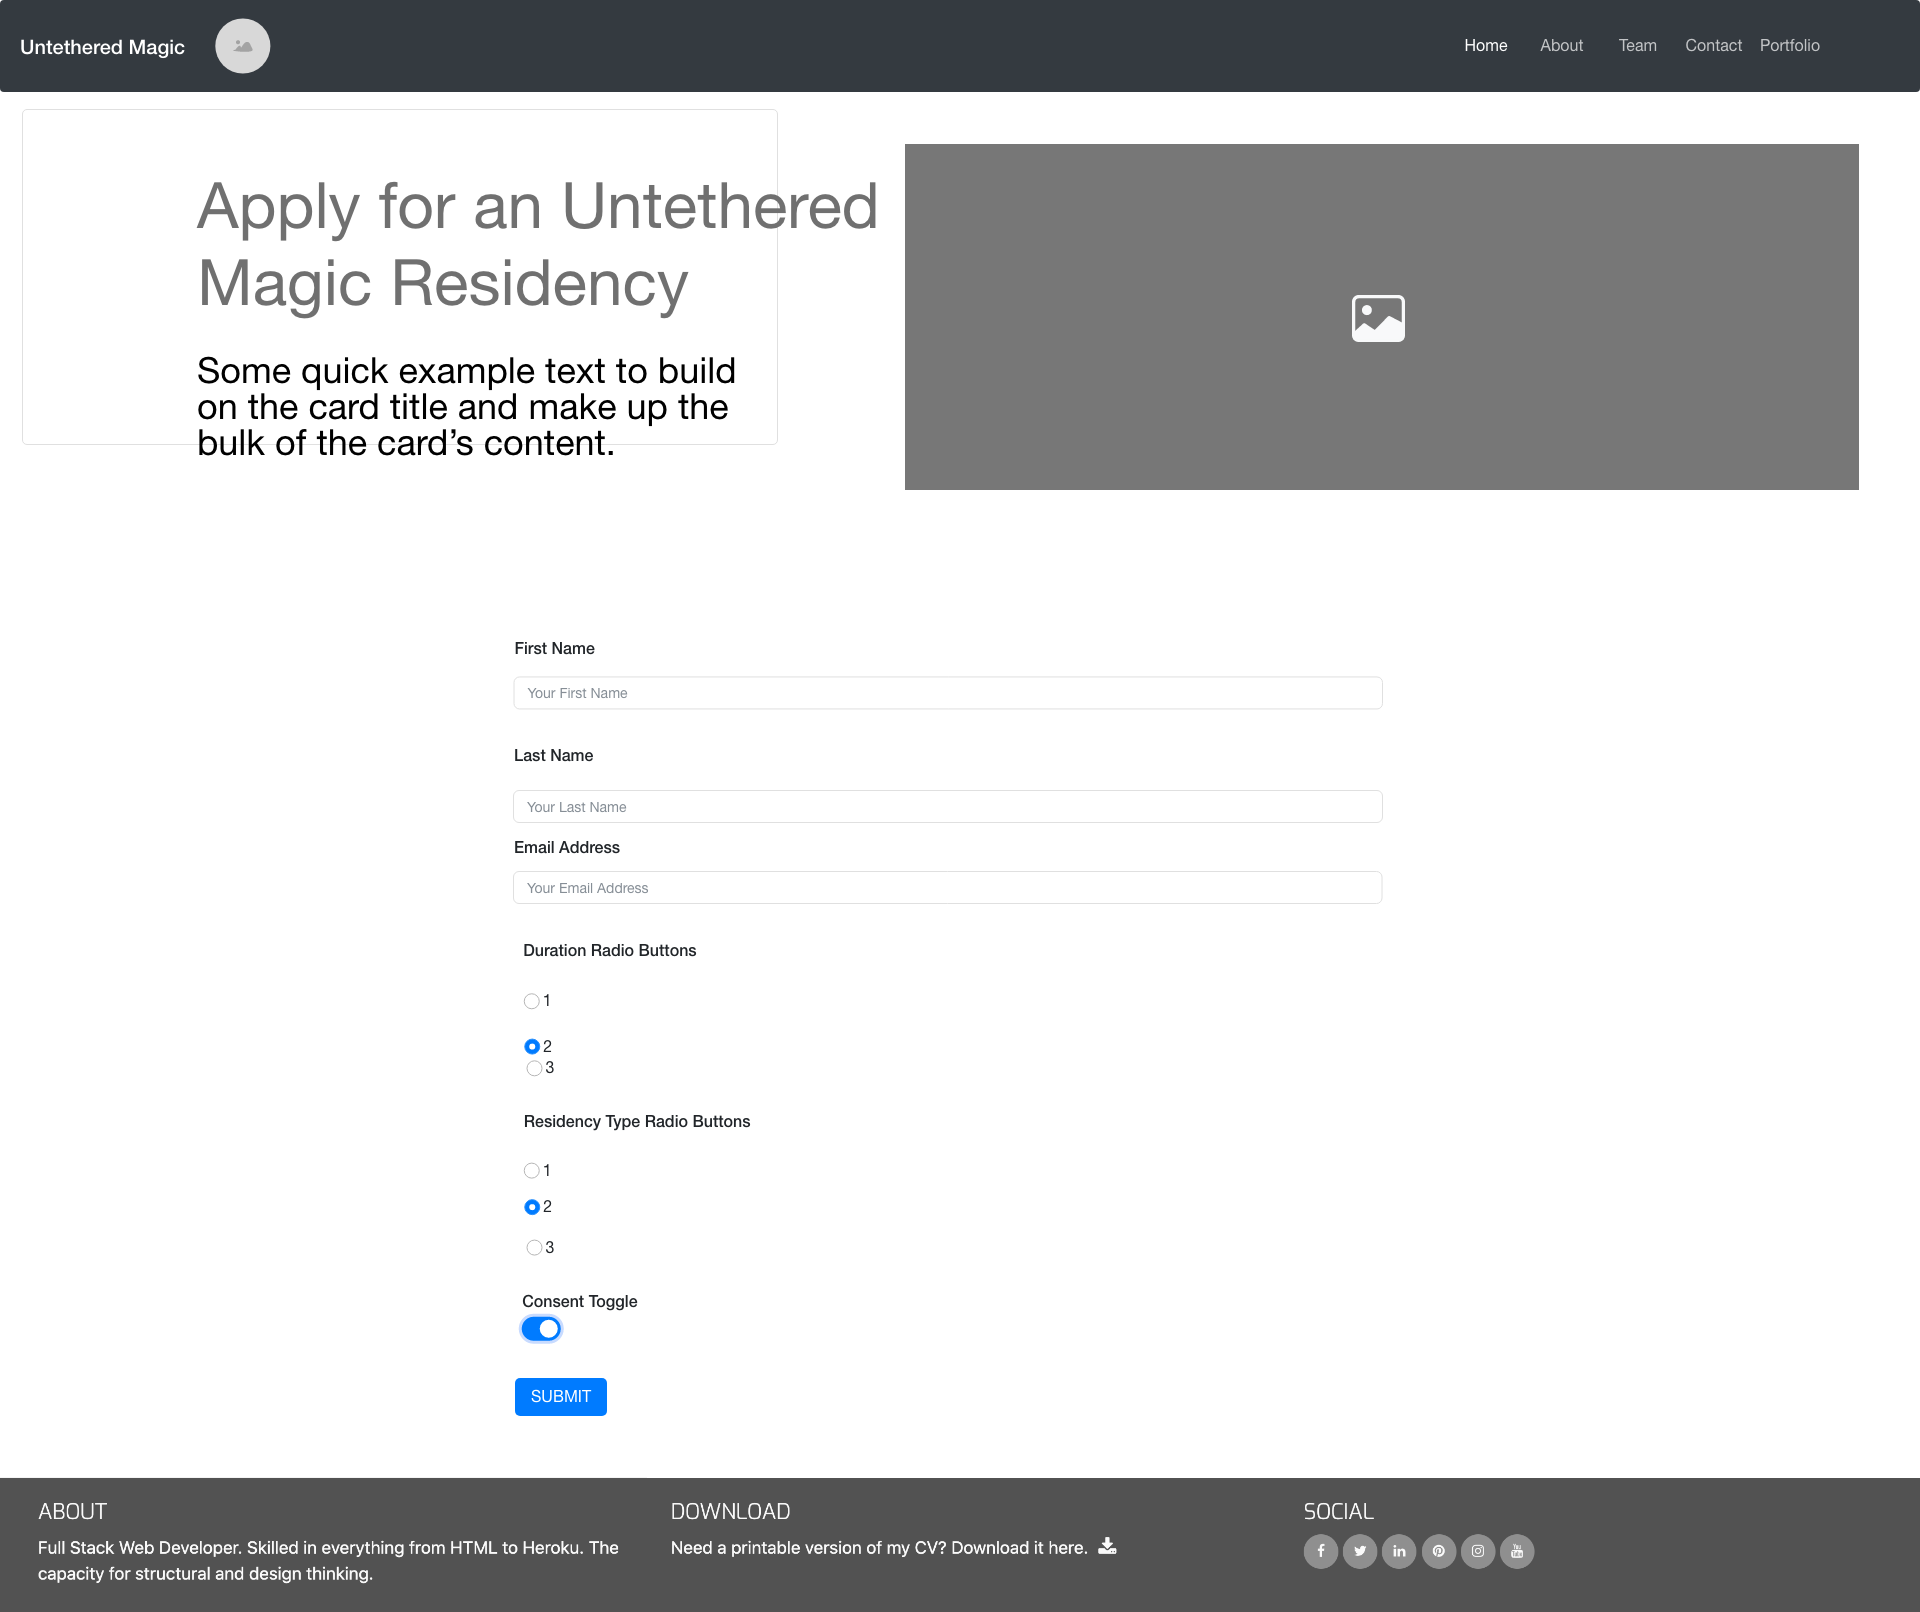 Untethered Magic
Home About Team Contact Portfolio
Apply for an Untethered
Magic Residency
Some quick example text to build
on the card title and make up the
bulk of the card’s content.
First Name
Your First Name
Last Name
Your Last Name
Email Address
Your Email Address
Duration Radio Buttons
1
2
3
Residency Type Radio Buttons
1
2
3
Consent Toggle
SUBMIT
ABOUT
Full Stack Web Developer. Skilled in everything from HTML to Heroku. The
capacity for structural and design thinking.
DOWNLOAD
Need a printable version of my CV? Download it here.
SOCIAL